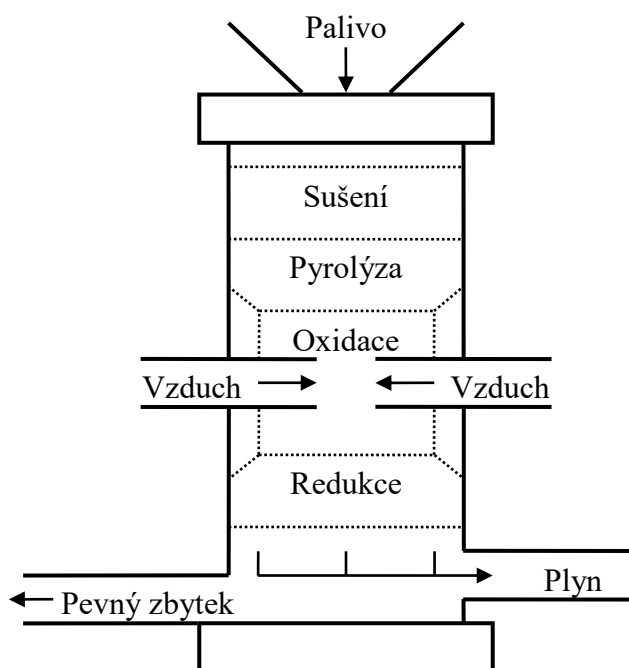 Palivo
Sušení
Pyrolýza
Oxidace
Vzduch
Vzduch
Redukce
Plyn
Pevný zbytek